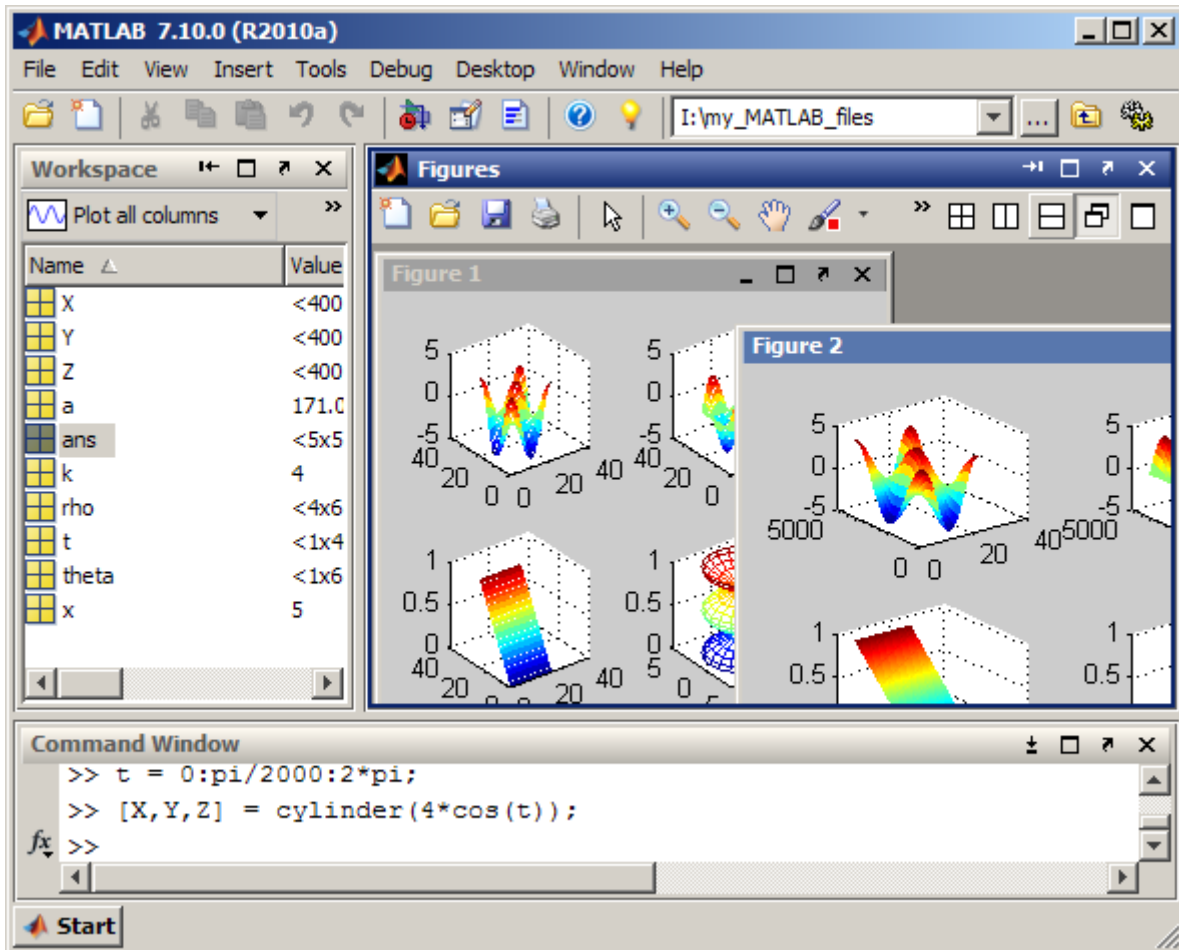 MATLAB 7.10.0 (R2010a)
File Edit View Insert Tools Debug Desktop Window Help
I:\my_MATLAB_files ...
Workspace
Plot all columns »
Name Value
X <400
Y <400
Z <400
a 171.0
ans <5x5
k 4
rho <4x6
t <1x4
theta <1x6
x 5
Figures
»
Figure 1
5
0
-5
40
20
0 0
20
40
5
0
-5
40
20
0
1
0.5
0
40
20
0 0
20
40
1
0.5
0
5
0
-5
Figure 2
5
0
-5
5000
0 0
20
40
5
0
-5
5000
1
0.5
1
0.5
Command Window
>> t = 0:pi/2000:2*pi;
>> [X,Y,Z] = cylinder(4*cos(t));
fx >>
Start